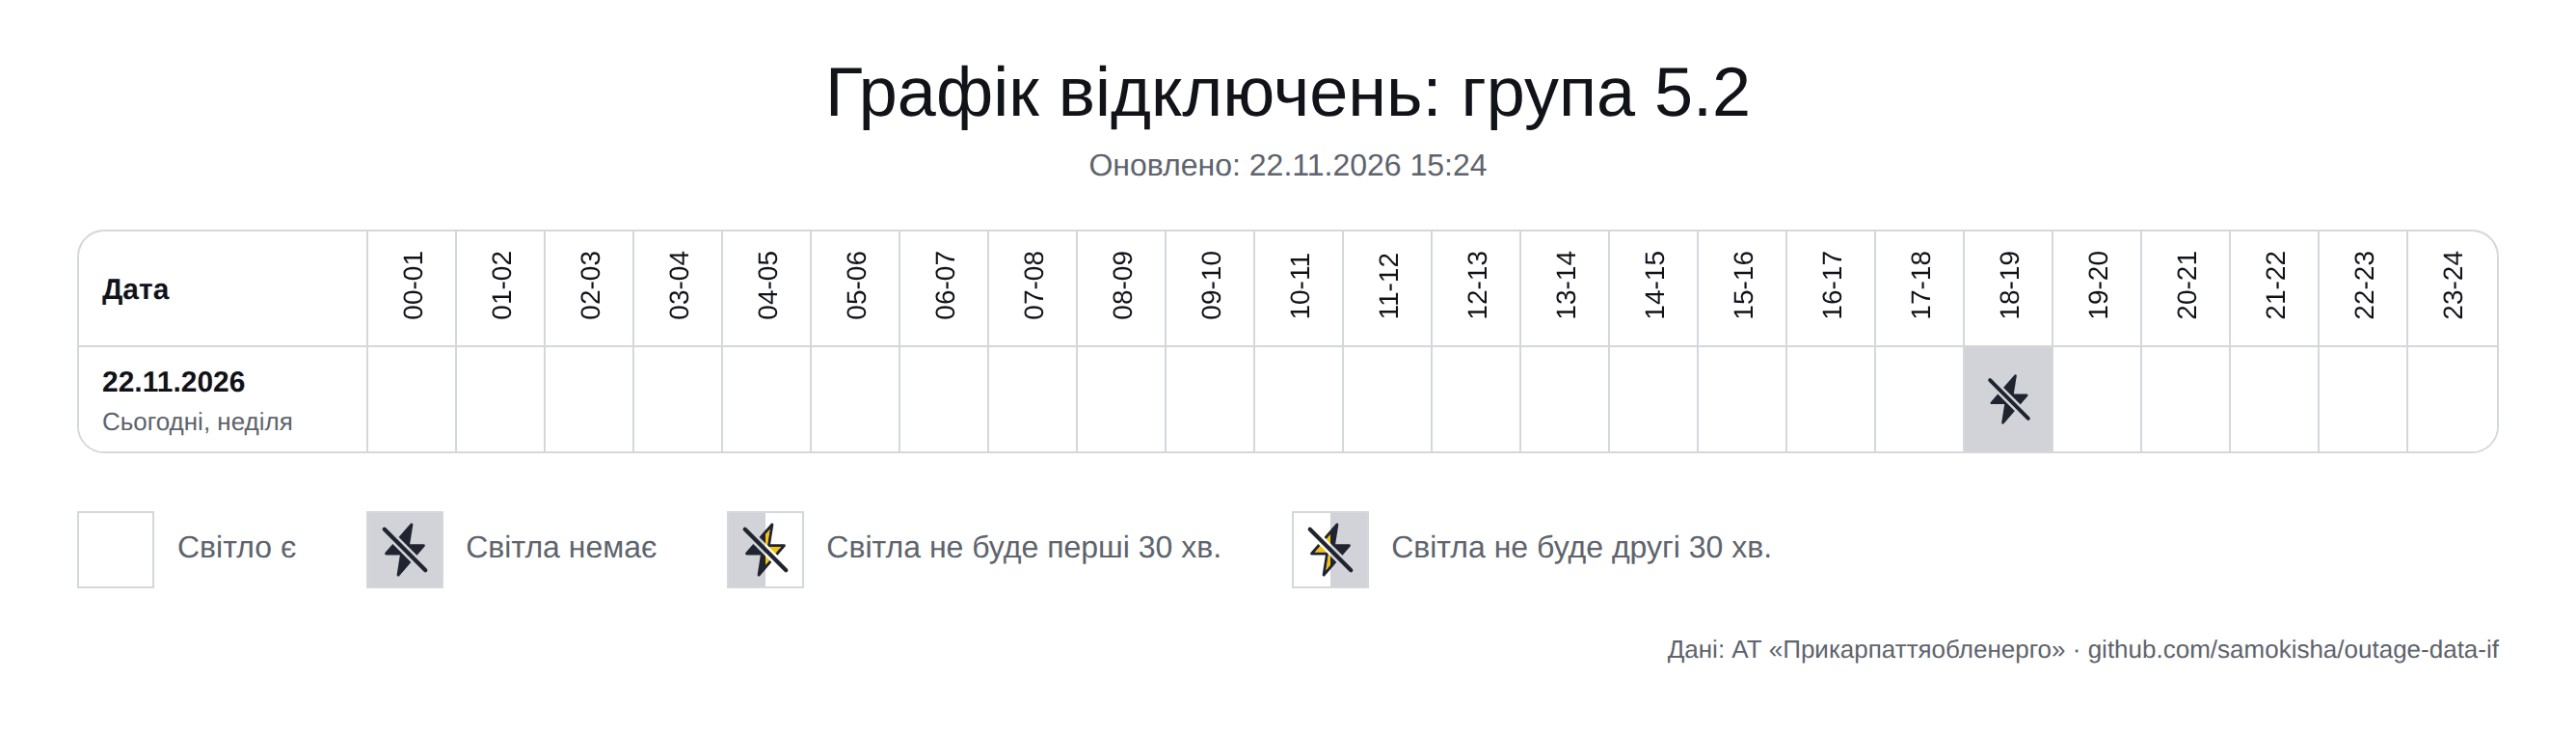 Графік відключень: група 5.2
Оновлено: 22.11.2026 15:24
Дата 00-01 01-02 02-03 03-04 04-05 05-06 06-07 07-08 08-09 09-10 10-11 11-12 12-13 13-14 14-15 15-16 16-17 17-18 18-19 19-20 20-21 21-22 22-23 23-24
22.11.2026
Сьогодні, неділя
Світло є Світла немає Світла не буде перші 30 хв. Світла не буде другі 30 хв.
Дані: АТ «Прикарпаттяобленерго» · github.com/samokisha/outage-data-if